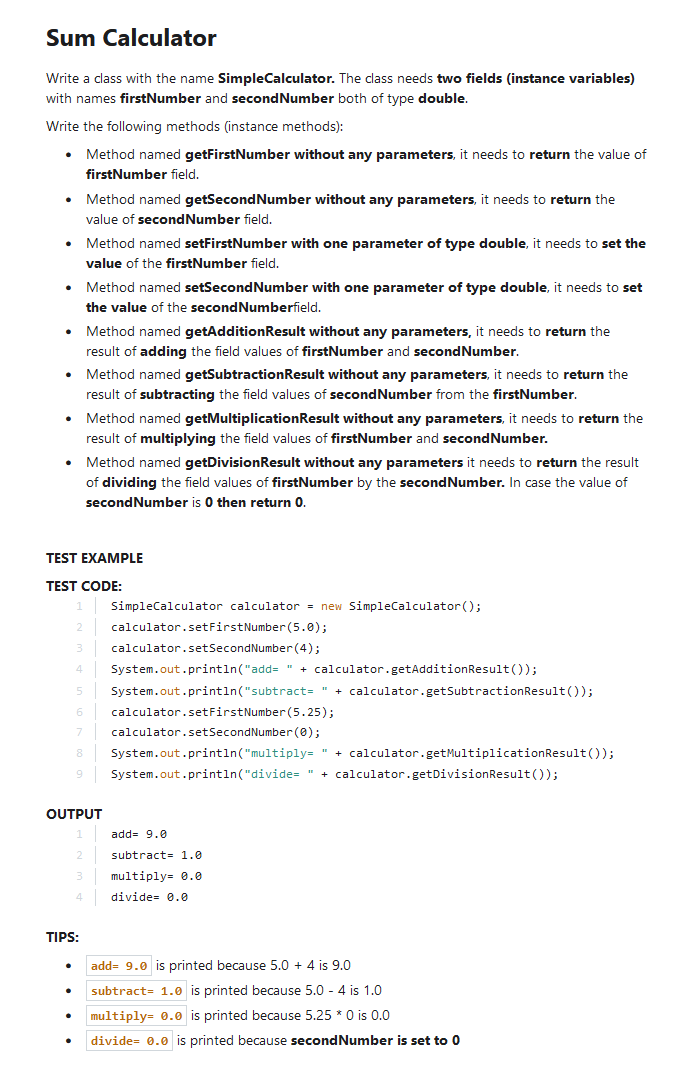 Sum Calculator
Write a class with the name SimpleCalculator. The class needs two fields (instance variables)
with names firstNumber and secondNumber both of type double.
Write the following methods (instance methods):
• Method named getFirstNumber without any parameters, it needs to return the value of
firstNumber field.
• Method named getSecondNumber without any parameters, it needs to return the
value of secondNumber field.
• Method named setFirstNumber with one parameter of type double, it needs to set the
value of the firstNumber field.
• Method named setSecondNumber with one parameter of type double, it needs to set
the value of the secondNumberfield.
• Method named getAdditionResult without any parameters, it needs to return the
result of adding the field values of firstNumber and secondNumber.
• Method named getSubtractionResult without any parameters, it needs to return the
result of subtracting the field values of secondNumber from the firstNumber.
• Method named getMultiplicationResult without any parameters, it needs to return the
result of multiplying the field values of firstNumber and secondNumber.
• Method named getDivisionResult without any parameters it needs to return the result
of dividing the field values of firstNumber by the secondNumber. In case the value of
secondNumber is 0 then return 0.
TEST EXAMPLE
TEST CODE:
1 SimpleCalculator calculator = new SimpleCalculator();
2 calculator.setFirstNumber(5.0);
3 calculator.setSecondNumber(4);
4 System.out.println("add= " + calculator.getAdditionResult());
5 System.out.println("subtract= " + calculator.getSubtractionResult());
6 calculator.setFirstNumber(5.25);
7 calculator.setSecondNumber(0);
8 System.out.println("multiply= " + calculator.getMultiplicationResult());
9 System.out.println("divide= " + calculator.getDivisionResult());
OUTPUT
1 add= 9.0
2 subtract= 1.0
3 multiply= 0.0
4 divide= 0.0
TIPS:
• add= 9.0 is printed because 5.0 + 4 is 9.0
• subtract= 1.0 is printed because 5.0 - 4 is 1.0
• multiply= 0.0 is printed because 5.25 * 0 is 0.0
• divide= 0.0 is printed because secondNumber is set to 0